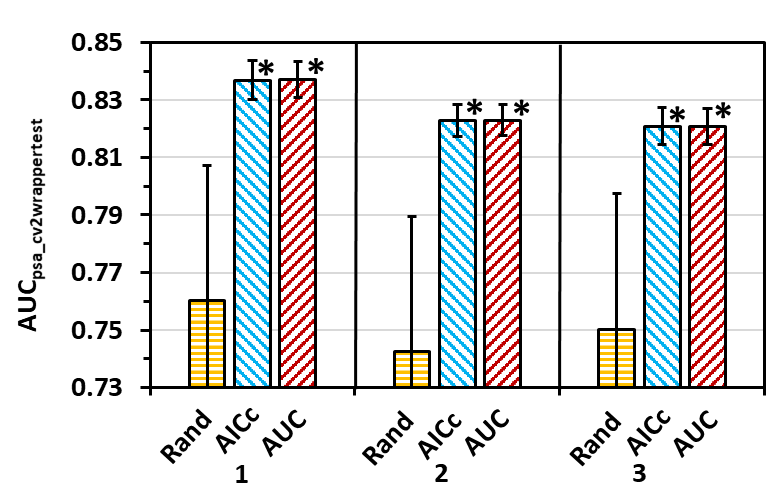 AUCpsa_cv2wrappertest
0.85
0.83
0.81
0.79
0.77
0.75
0.73
* * * * * *
Rand AICc AUC Rand AICc AUC Rand AICc AUC
1 2 3